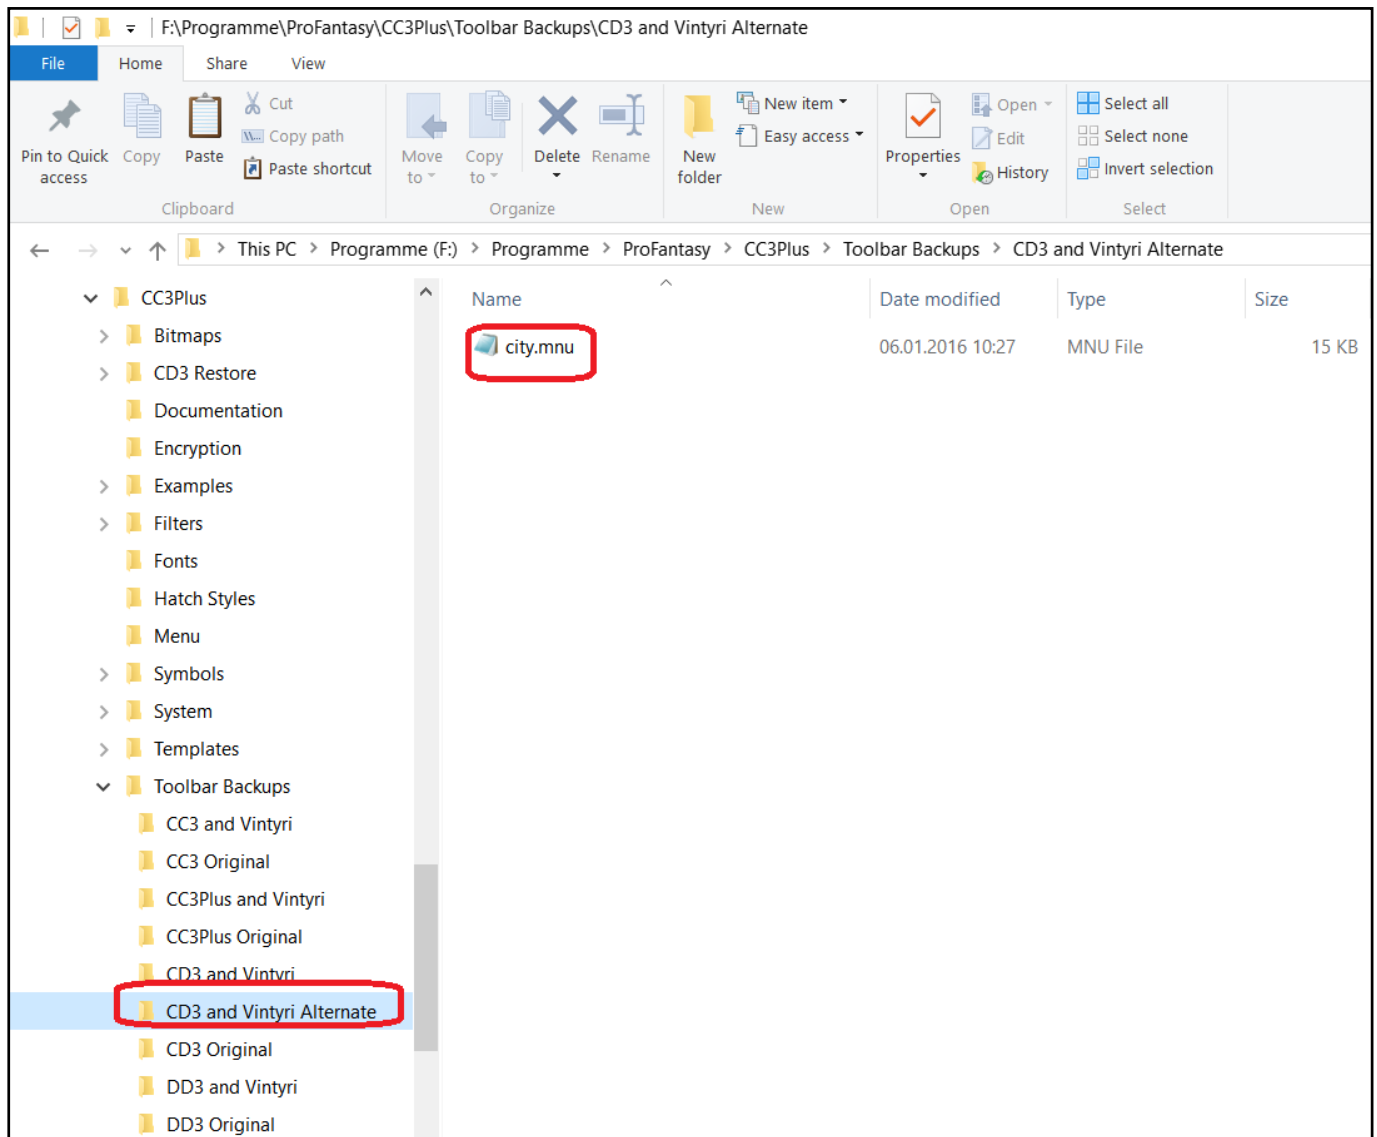 F:\Programme\ProFantasy\CC3Plus\Toolbar Backups\CD3 and Vintyri Alternate
File Home Share View
Pin to Quick access
Copy
Paste
Cut
Copy path
Paste shortcut
Clipboard
Move to
Copy to
Delete
Rename
Organize
New folder
New item
Easy access
New
Properties
Open
Edit
History
Open
Select all
Select none
Invert selection
Select
This PC > Programme (F:) > Programme > ProFantasy > CC3Plus > Toolbar Backups > CD3 and Vintyri Alternate
CC3Plus
Bitmaps
CD3 Restore
Documentation
Encryption
Examples
Filters
Fonts
Hatch Styles
Menu
Symbols
System
Templates
Toolbar Backups
CC3 and Vintyri
CC3 Original
CC3Plus and Vintyri
CC3Plus Original
CD3 and Vintyri
CD3 and Vintyri Alternate
CD3 Original
DD3 and Vintyri
DD3 Original
Name Date modified Type Size
city.mnu 06.01.2016 10:27 MNU File 15 KB